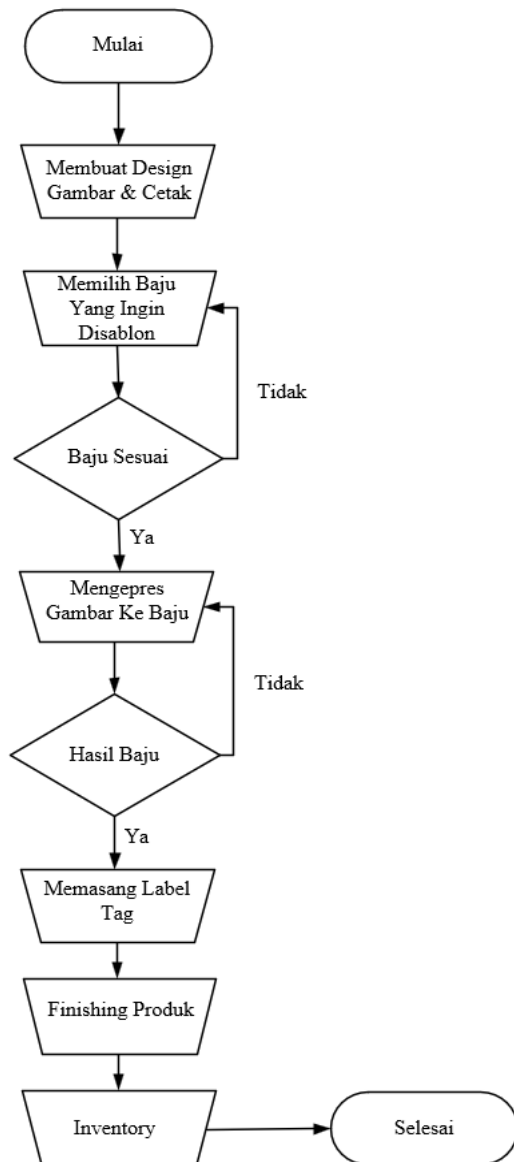 Mulai
Membuat Design
Gambar & Cetak
Memilih Baju
Yang Ingin
Disablon
Tidak
Baju Sesuai
Ya
Mengepres
Gambar Ke Baju
Tidak
Hasil Baju
Ya
Memasang Label
Tag
Finishing Produk
Inventory
Selesai